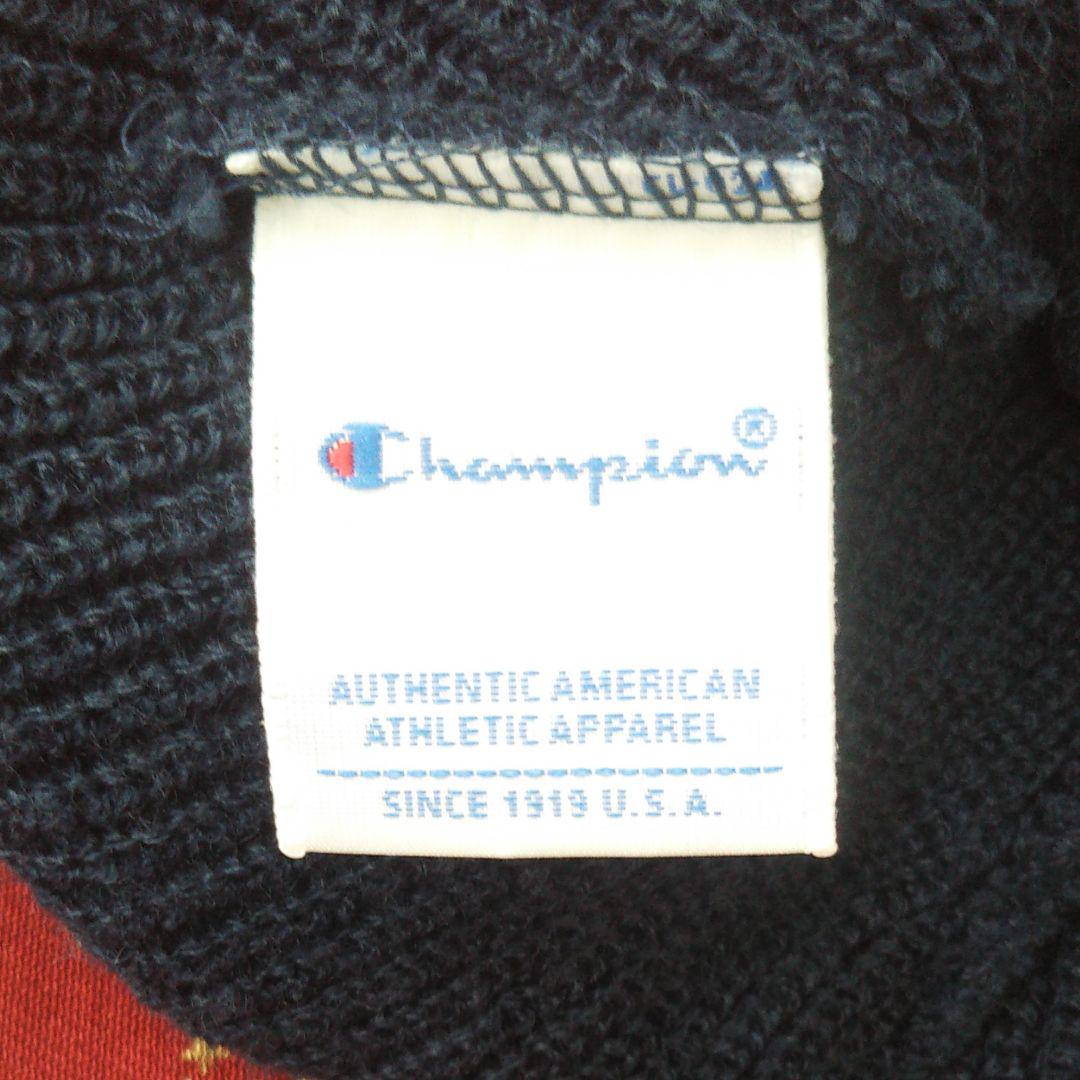 Champion®
AUTHENTIC AMERICAN
ATHLETIC APPAREL
SINCE 1919 U.S.A.